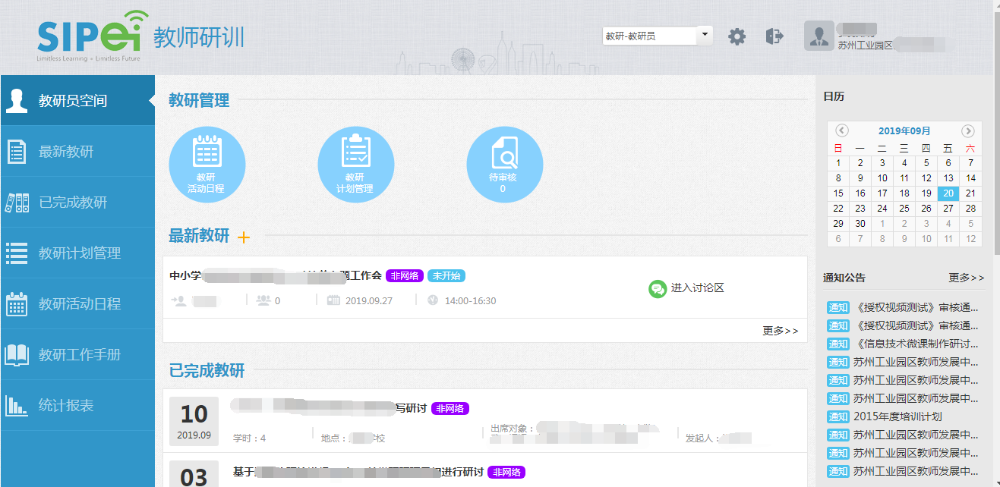 SIPEi 教师研训
Limitless Learning • Limitless Future
教研-教研员
苏州工业园区
教研员空间
最新教研
已完成教研
教研计划管理
教研活动日程
教研工作手册
统计报表
教研管理
教研
活动日程
教研
计划管理
待审核
0
最新教研 +
中小学 题工作会 非网络 未开始
0 2019.09.27 14:00-16:30
进入讨论区
更多>>
已完成教研
10
2019.09
写研讨 非网络
学时：4 地点： 校 出席对象： 发起人：
03
基于 进行研讨 非网络
日历
2019年09月
日 一 二 三 四 五 六
1 2 3 4 5 6 7
8 9 10 11 12 13 14
15 16 17 18 19 20 21
22 23 24 25 26 27 28
29 30 1 2 3 4 5
6 7 8 9 10 11 12
通知公告 更多>>
通知 《授权视频测试》审核通...
通知 《授权视频测试》审核通...
通知 《信息技术微课制作研讨...
通知 苏州工业园区教师发展中...
通知 苏州工业园区教师发展中...
通知 苏州工业园区教师发展中...
通知 2015年度培训计划
通知 苏州工业园区教师发展中...
通知 苏州工业园区教师发展中...
通知 苏州工业园区教师发展中...